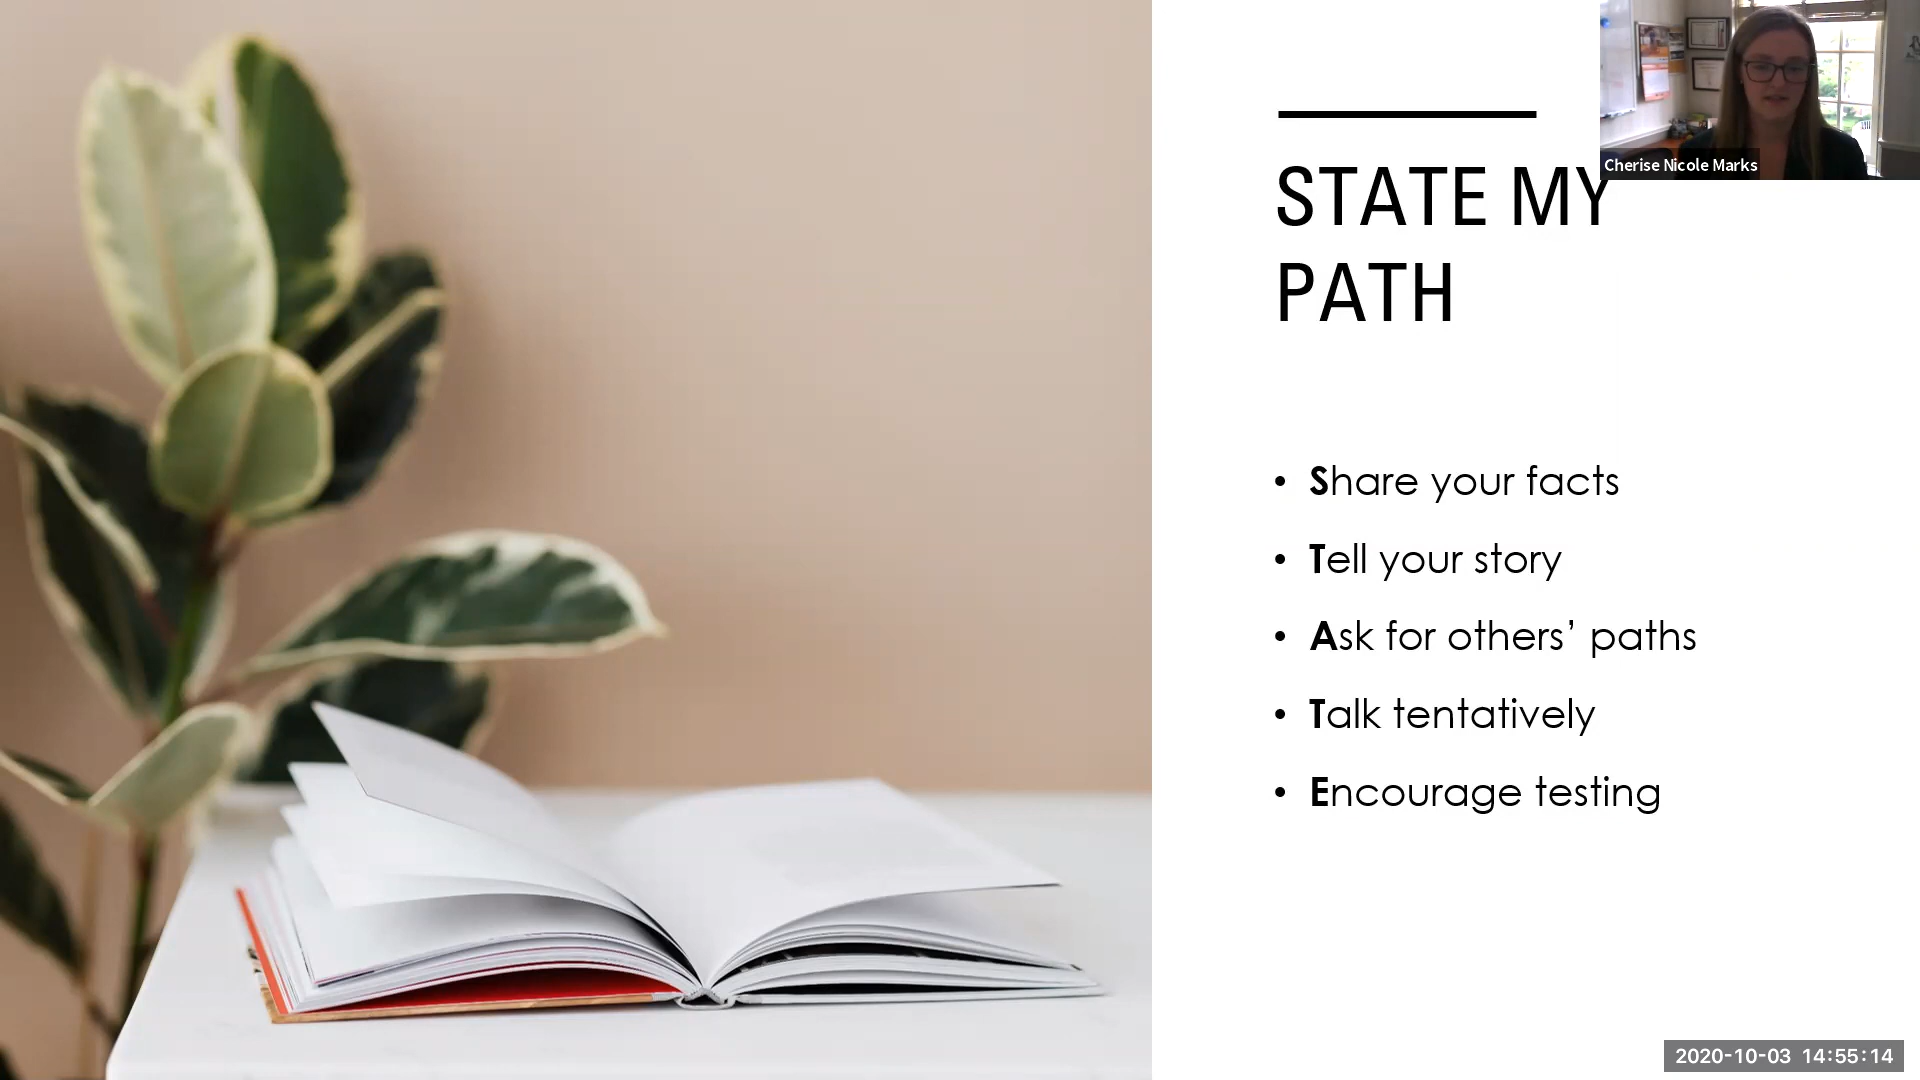 Cherise Nicole Marks
STATE MY
PATH
• Share your facts
• Tell your story
• Ask for others’ paths
• Talk tentatively
• Encourage testing
2020-10-03 14:55:14